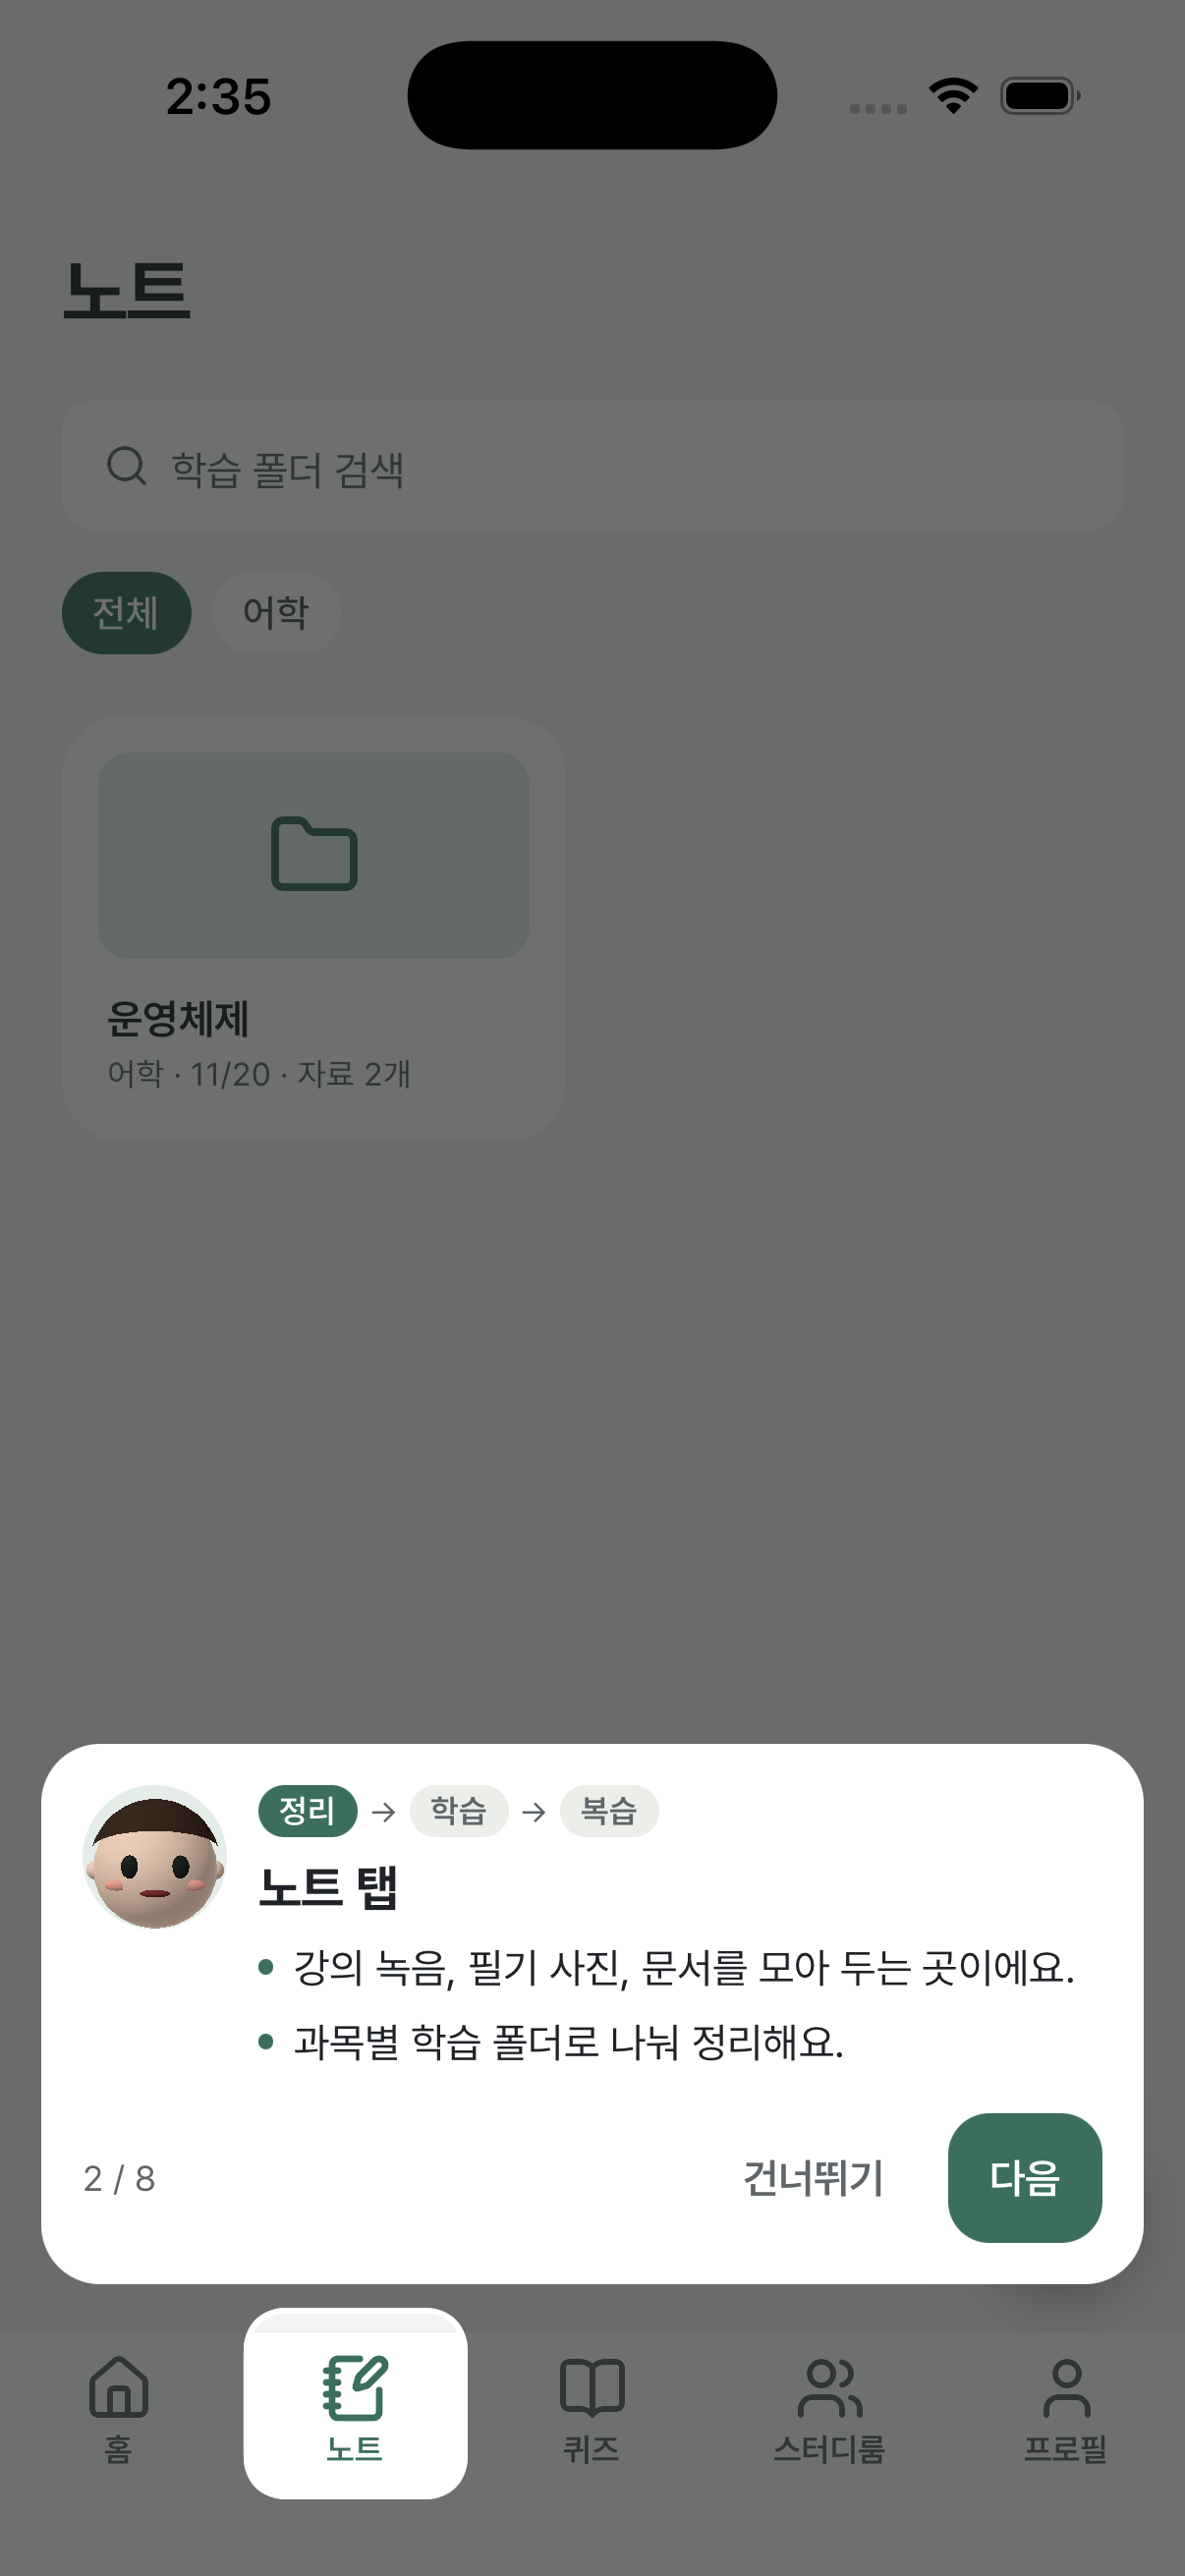 2:35
노트
학습 폴더 검색
전체 어학
운영체제
어학 · 11/20 · 자료 2개
정리 → 학습 → 복습
노트 탭
• 강의 녹음, 필기 사진, 문서를 모아 두는 곳이에요.
• 과목별 학습 폴더로 나눠 정리해요.
2 / 8 건너뛰기 다음
홈 노트 퀴즈 스터디룸 프로필